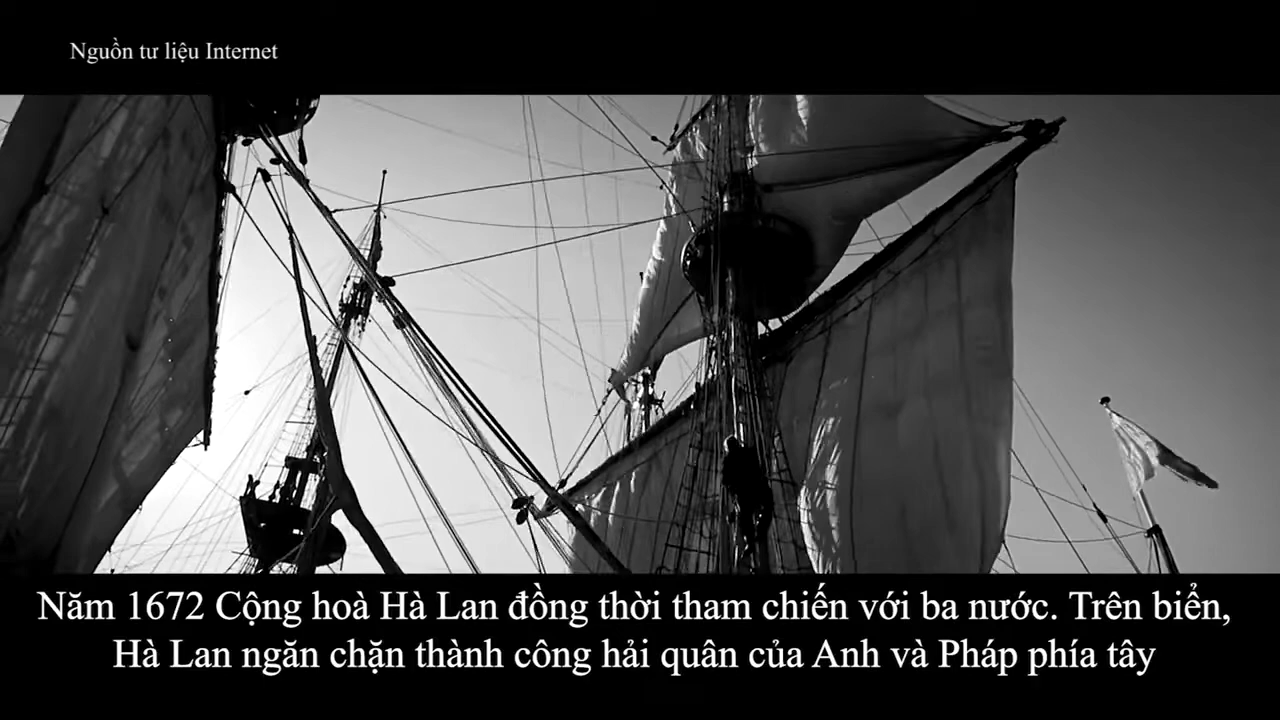 Nguồn tư liệu Internet
Năm 1672 Cộng hoà Hà Lan đồng thời tham chiến với ba nước. Trên biển,
Hà Lan ngăn chặn thành công hải quân của Anh và Pháp phía tây